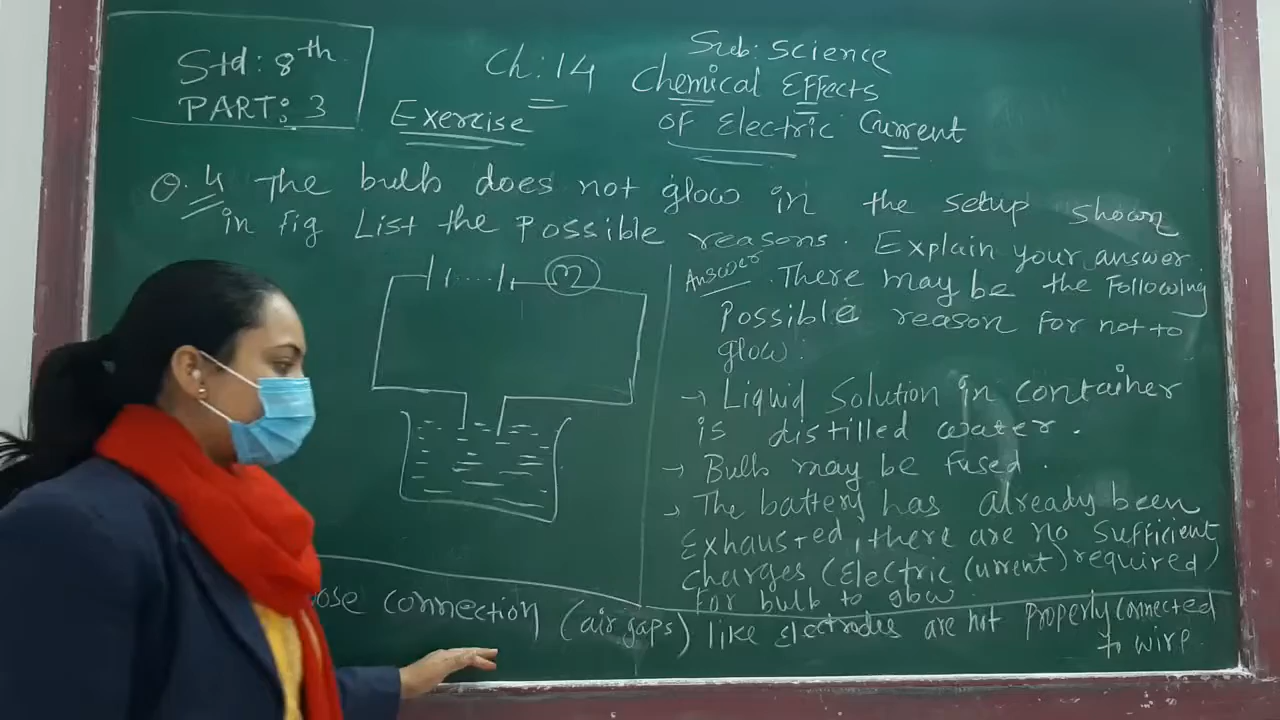 Std: 8th
PART: 3
Ch: 14
Sub: Science
Chemical Effects
of Electric Current
Exercise
Q.4 The bulb does not glow in the setup shown
in fig List the Possible reasons. Explain your answer
Answer. There may be the following
Possible reason for not to
glow:
→ Liquid Solution in container
is distilled water.
→ Bulb may be fused.
→ The battery has already been
Exhausted, there are no sufficient
charges (Electric Current) required
for bulb to glow.
connection (air gaps) like Electrodes are not properly connected
to wire